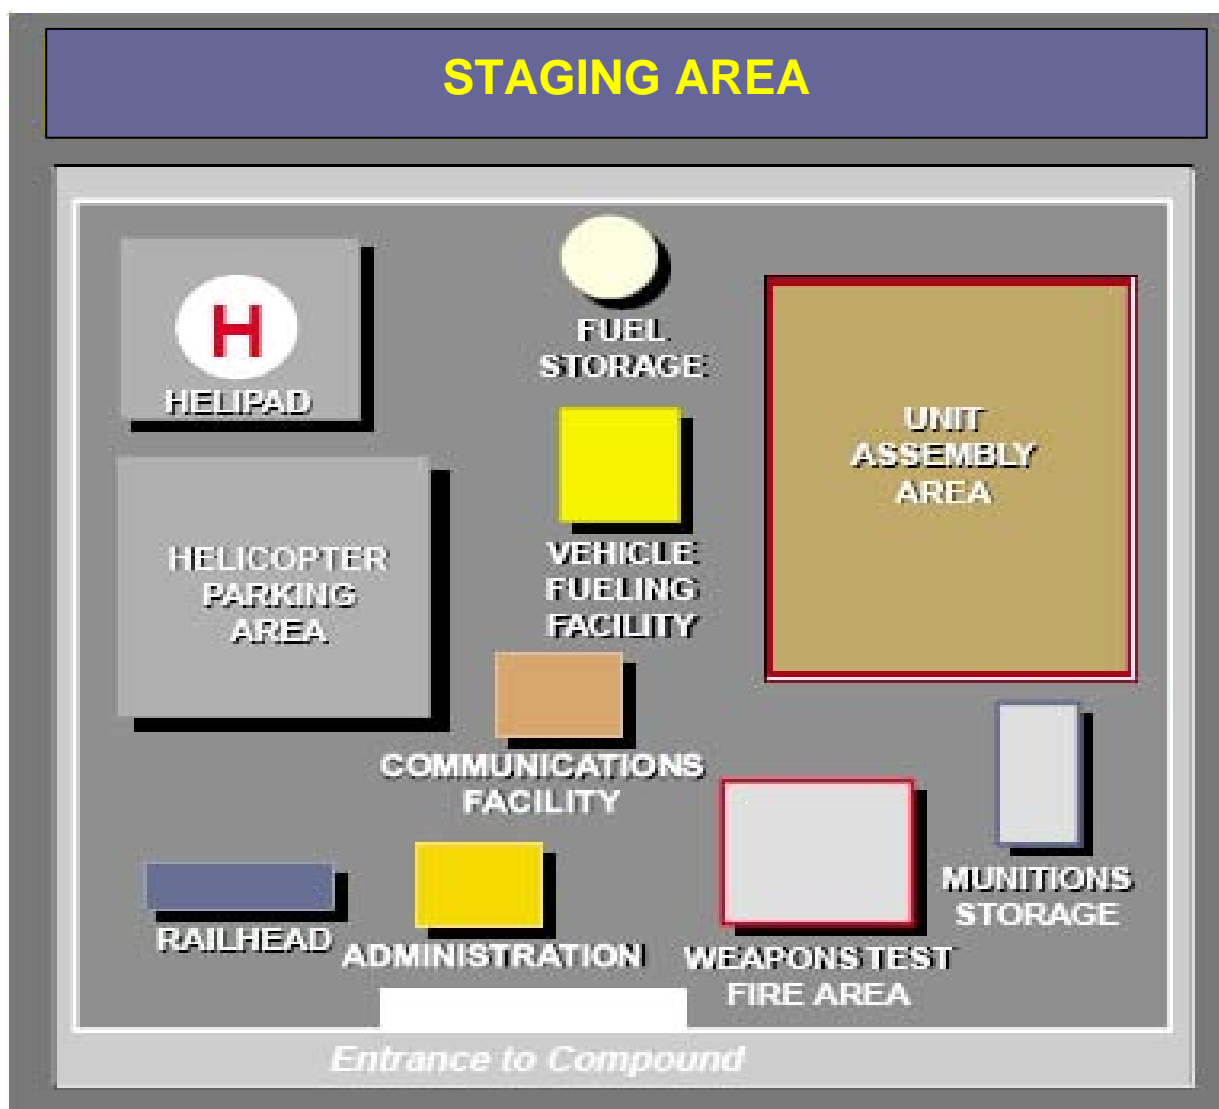 STAGING AREA
H
HELIPAD
FUEL
STORAGE
UNIT
ASSEMBLY
AREA
HELICOPTER
PARKING
AREA
VEHICLE
FUELING
FACILITY
COMMUNICATIONS
FACILITY
MUNITIONS
STORAGE
RAILHEAD
ADMINISTRATION
WEAPONS TEST
FIRE AREA
Entrance to Compound